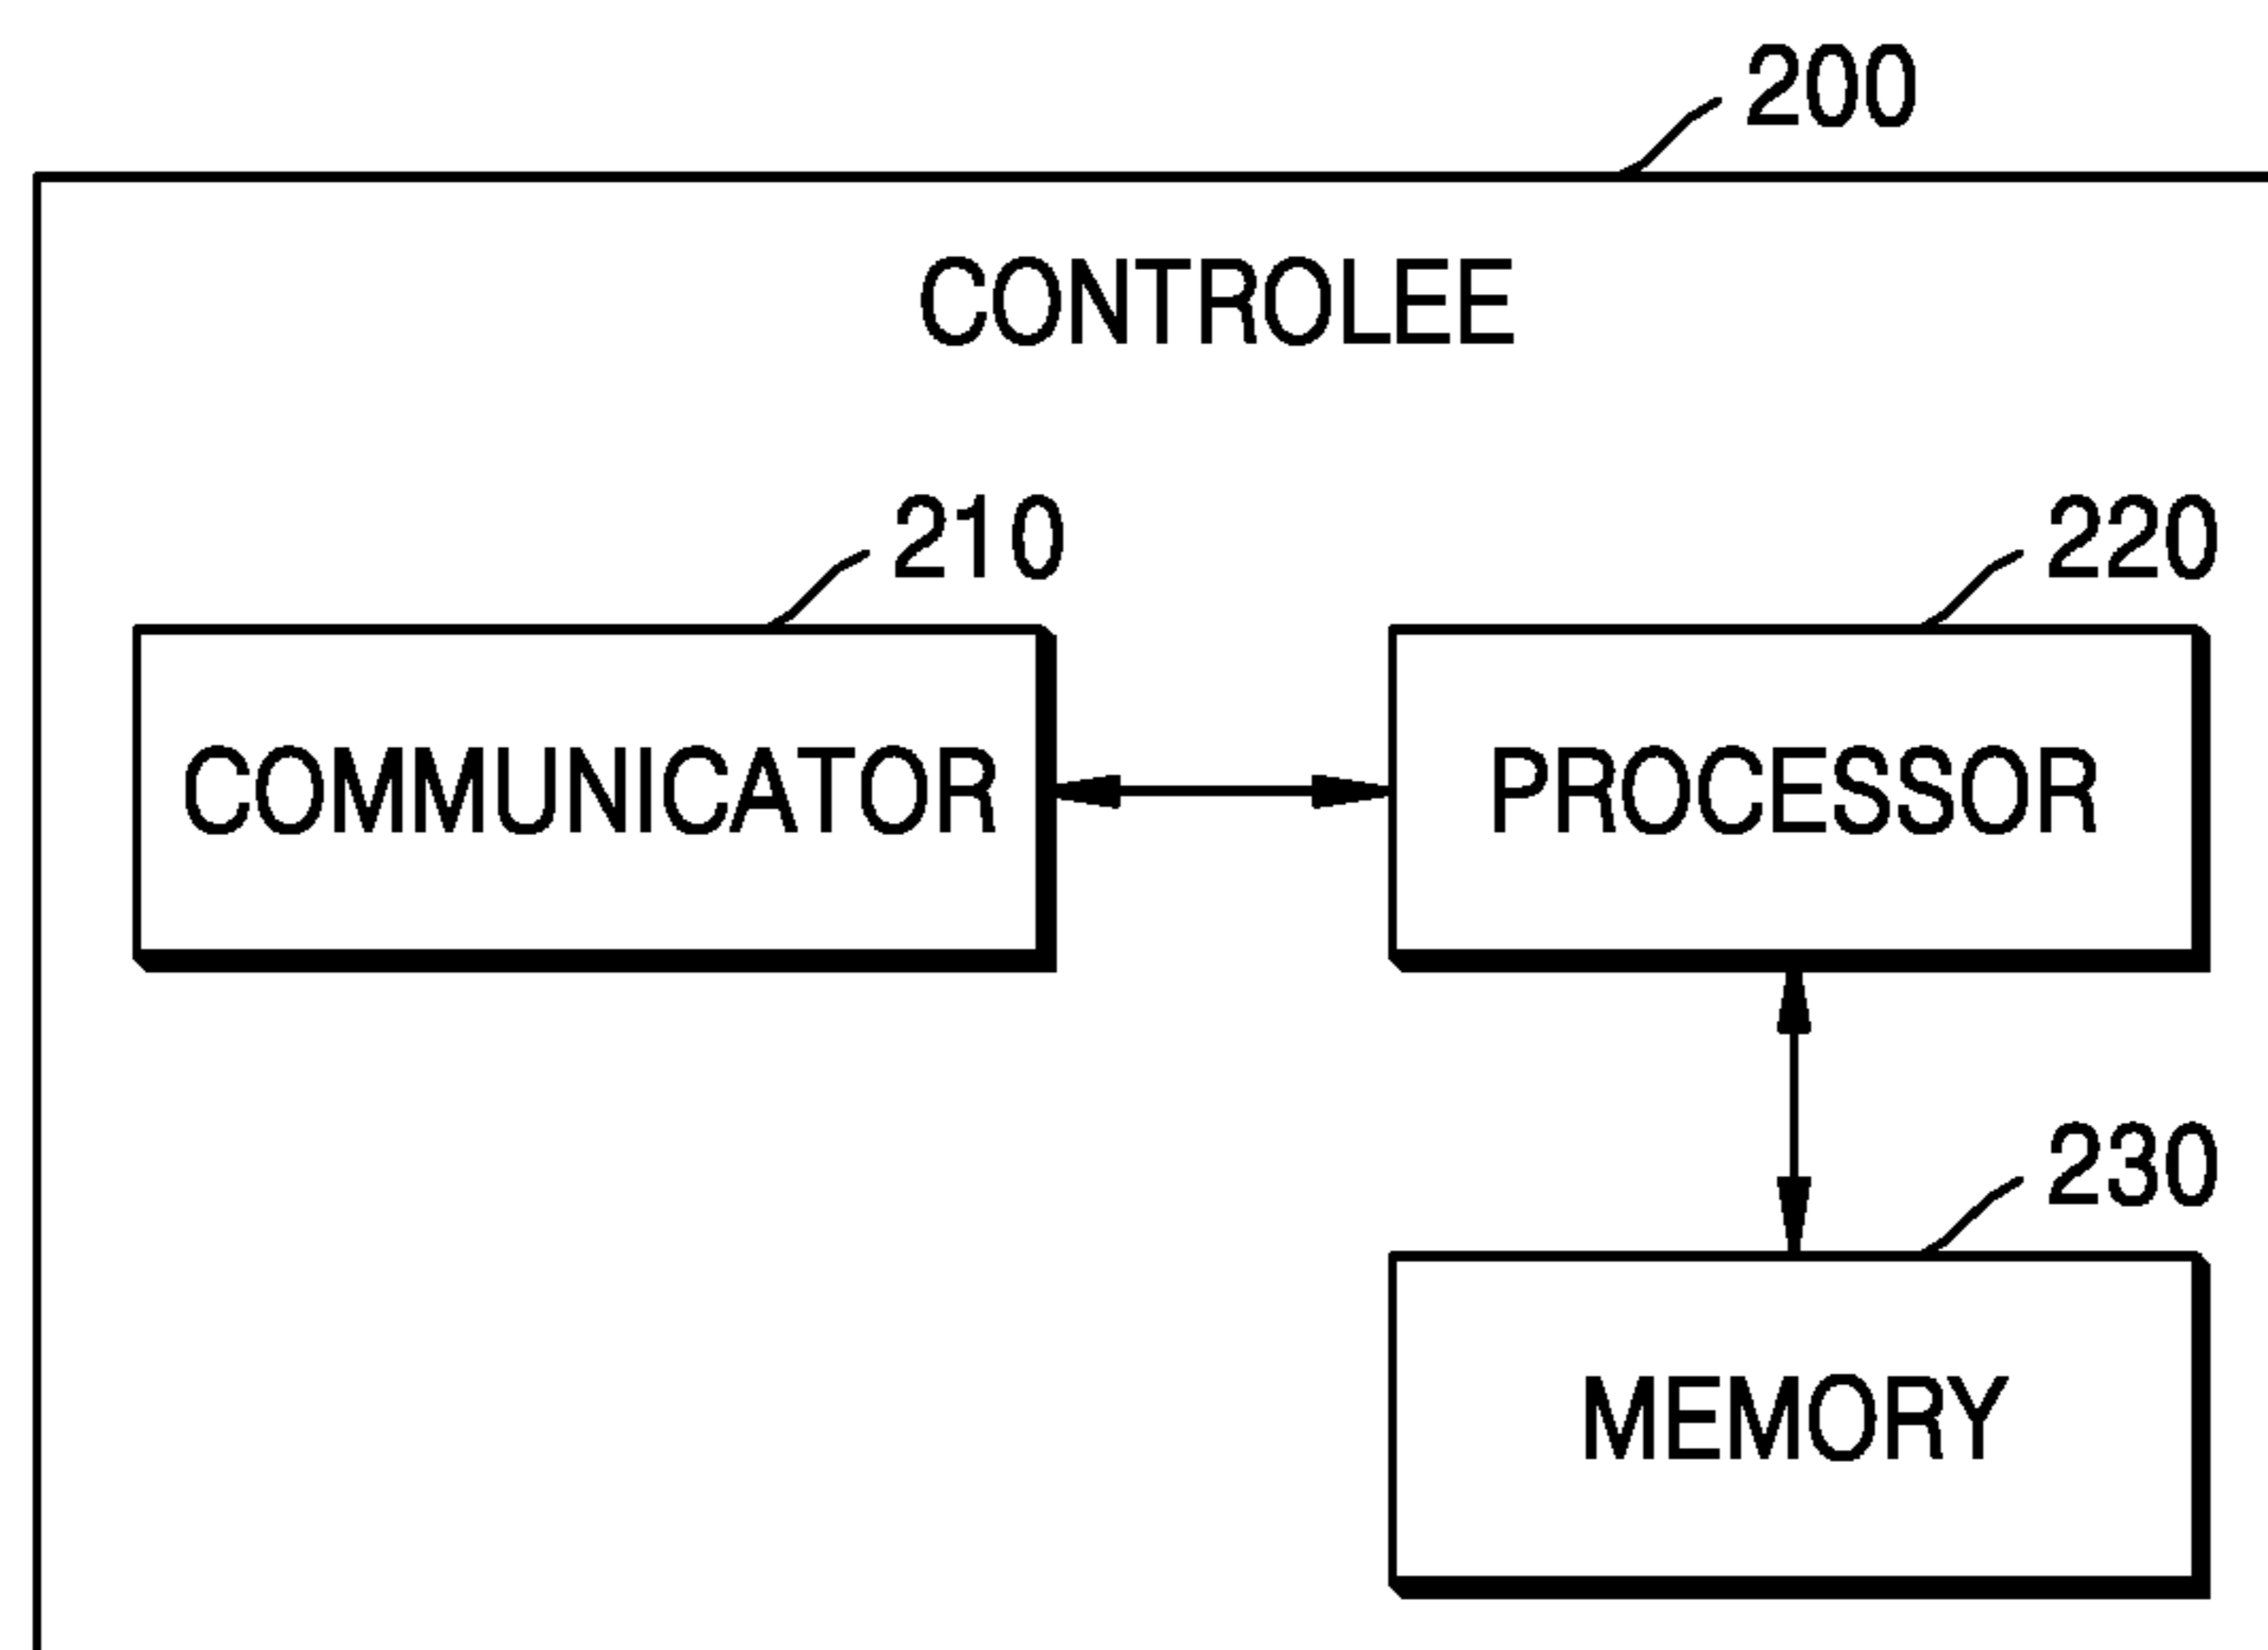 200
CONTROLEE
210
220
COMMUNICATOR
PROCESSOR
230
MEMORY